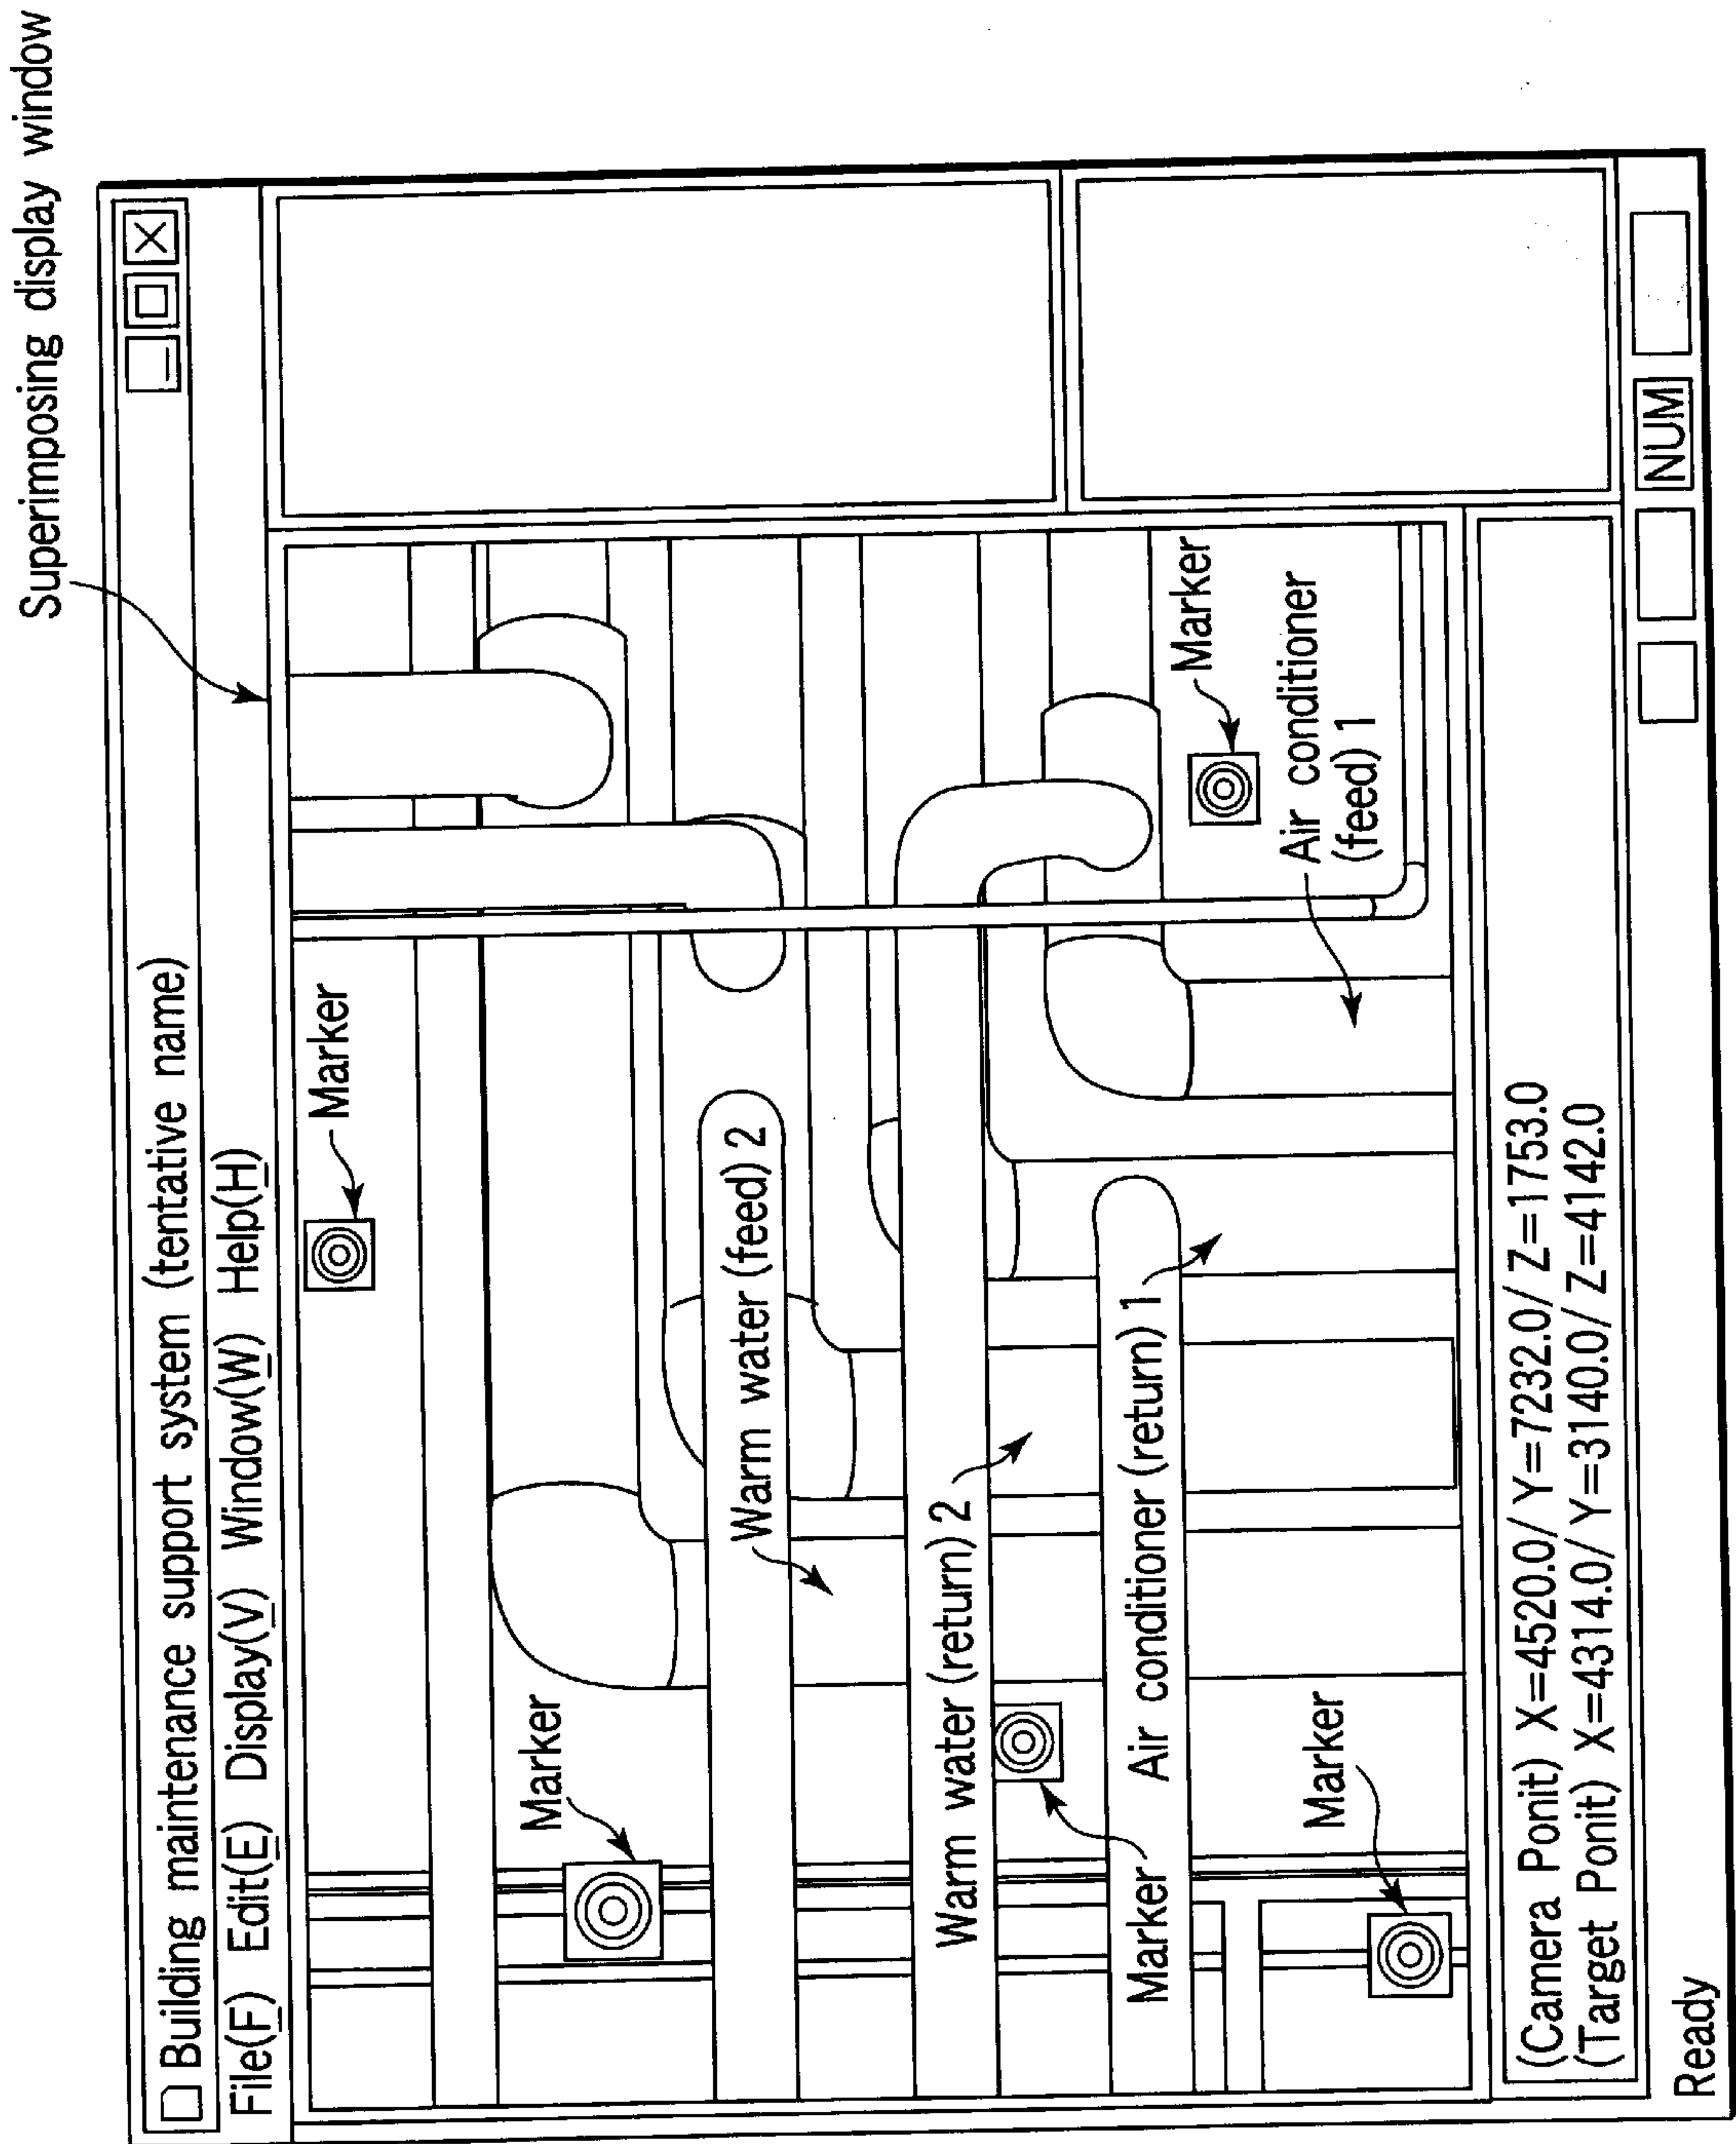 Superimposing display window
Building maintenance support system (tentative name)
File(F) Edit(E) Display(V) Window(W) Help(H)
Marker
Marker
Warm water (feed) 2
Warm water (return) 2
Marker
Marker
Air conditioner (return) 1
Air conditioner
(feed) 1
Marker
(Camera Ponit) X=4520.0/ Y=7232.0/ Z=1753.0
(Target Ponit) X=4314.0/ Y=3140.0/ Z=4142.0
Ready
NUM